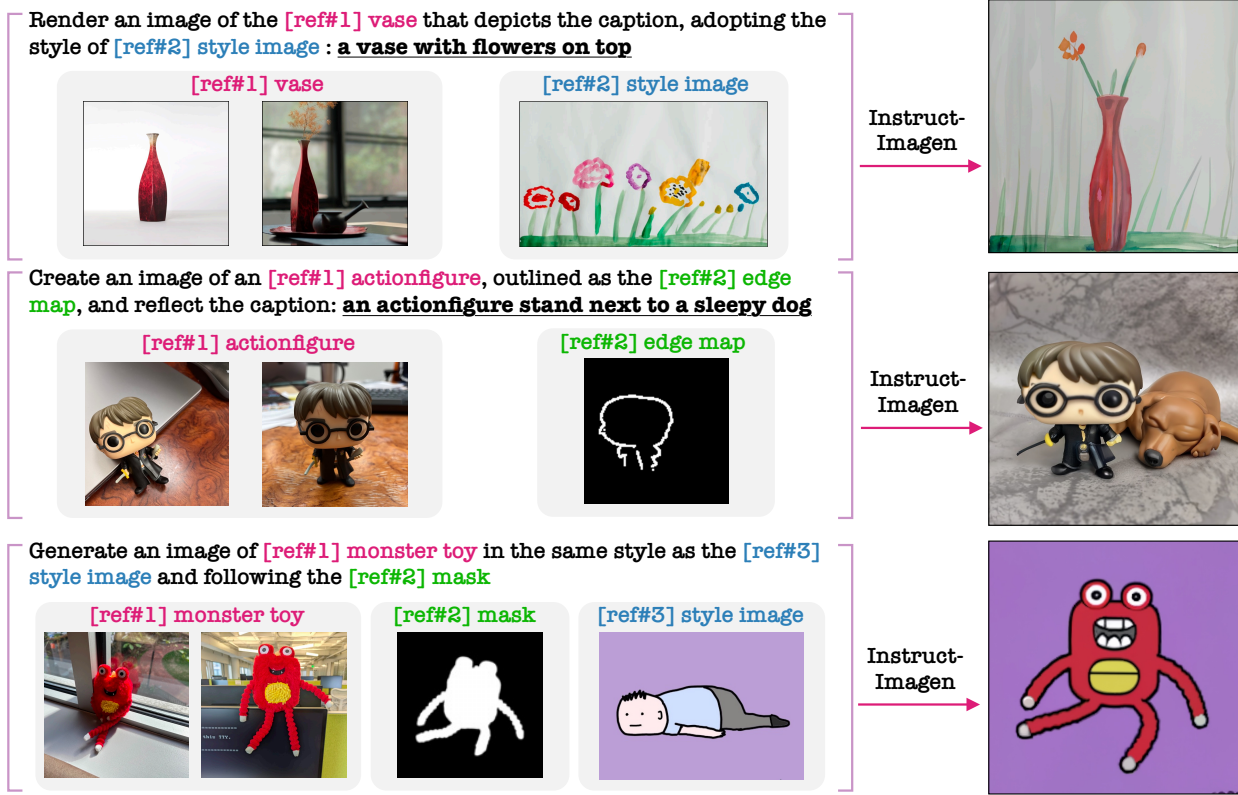 Render an image of the [ref#1] vase that depicts the caption, adopting the
style of [ref#2] style image : a vase with flowers on top
[ref#1] vase
[ref#2] style image
Instruct-
Imagen
Create an image of an [ref#1] actionfigure, outlined as the [ref#2] edge
map, and reflect the caption: an actionfigure stand next to a sleepy dog
[ref#1] actionfigure
[ref#2] edge map
Instruct-
Imagen
Generate an image of [ref#1] monster toy in the same style as the [ref#3]
style image and following the [ref#2] mask
[ref#1] monster toy
[ref#2] mask
[ref#3] style image
this TTY.
Instruct-
Imagen